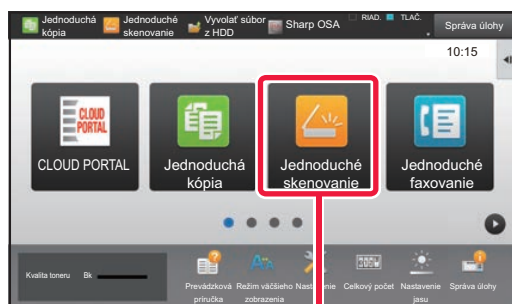 Jednoduchá kópia
Jednoduché skenovanie
Vyvolať súbor z HDD
Sharp OSA
RIAD.
TLAČ.
Správa úlohy
10:15
CLOUD PORTAL
CLOUD PORTAL
Jednoduchá kópia
Jednoduché skenovanie
Jednoduché faxovanie
Kvalita toneru
Bk
Prevádzková príručka
Režim väčšieho zobrazenia
Nastavenie
Celkový počet
Nastavenie jasu
Správa úlohy